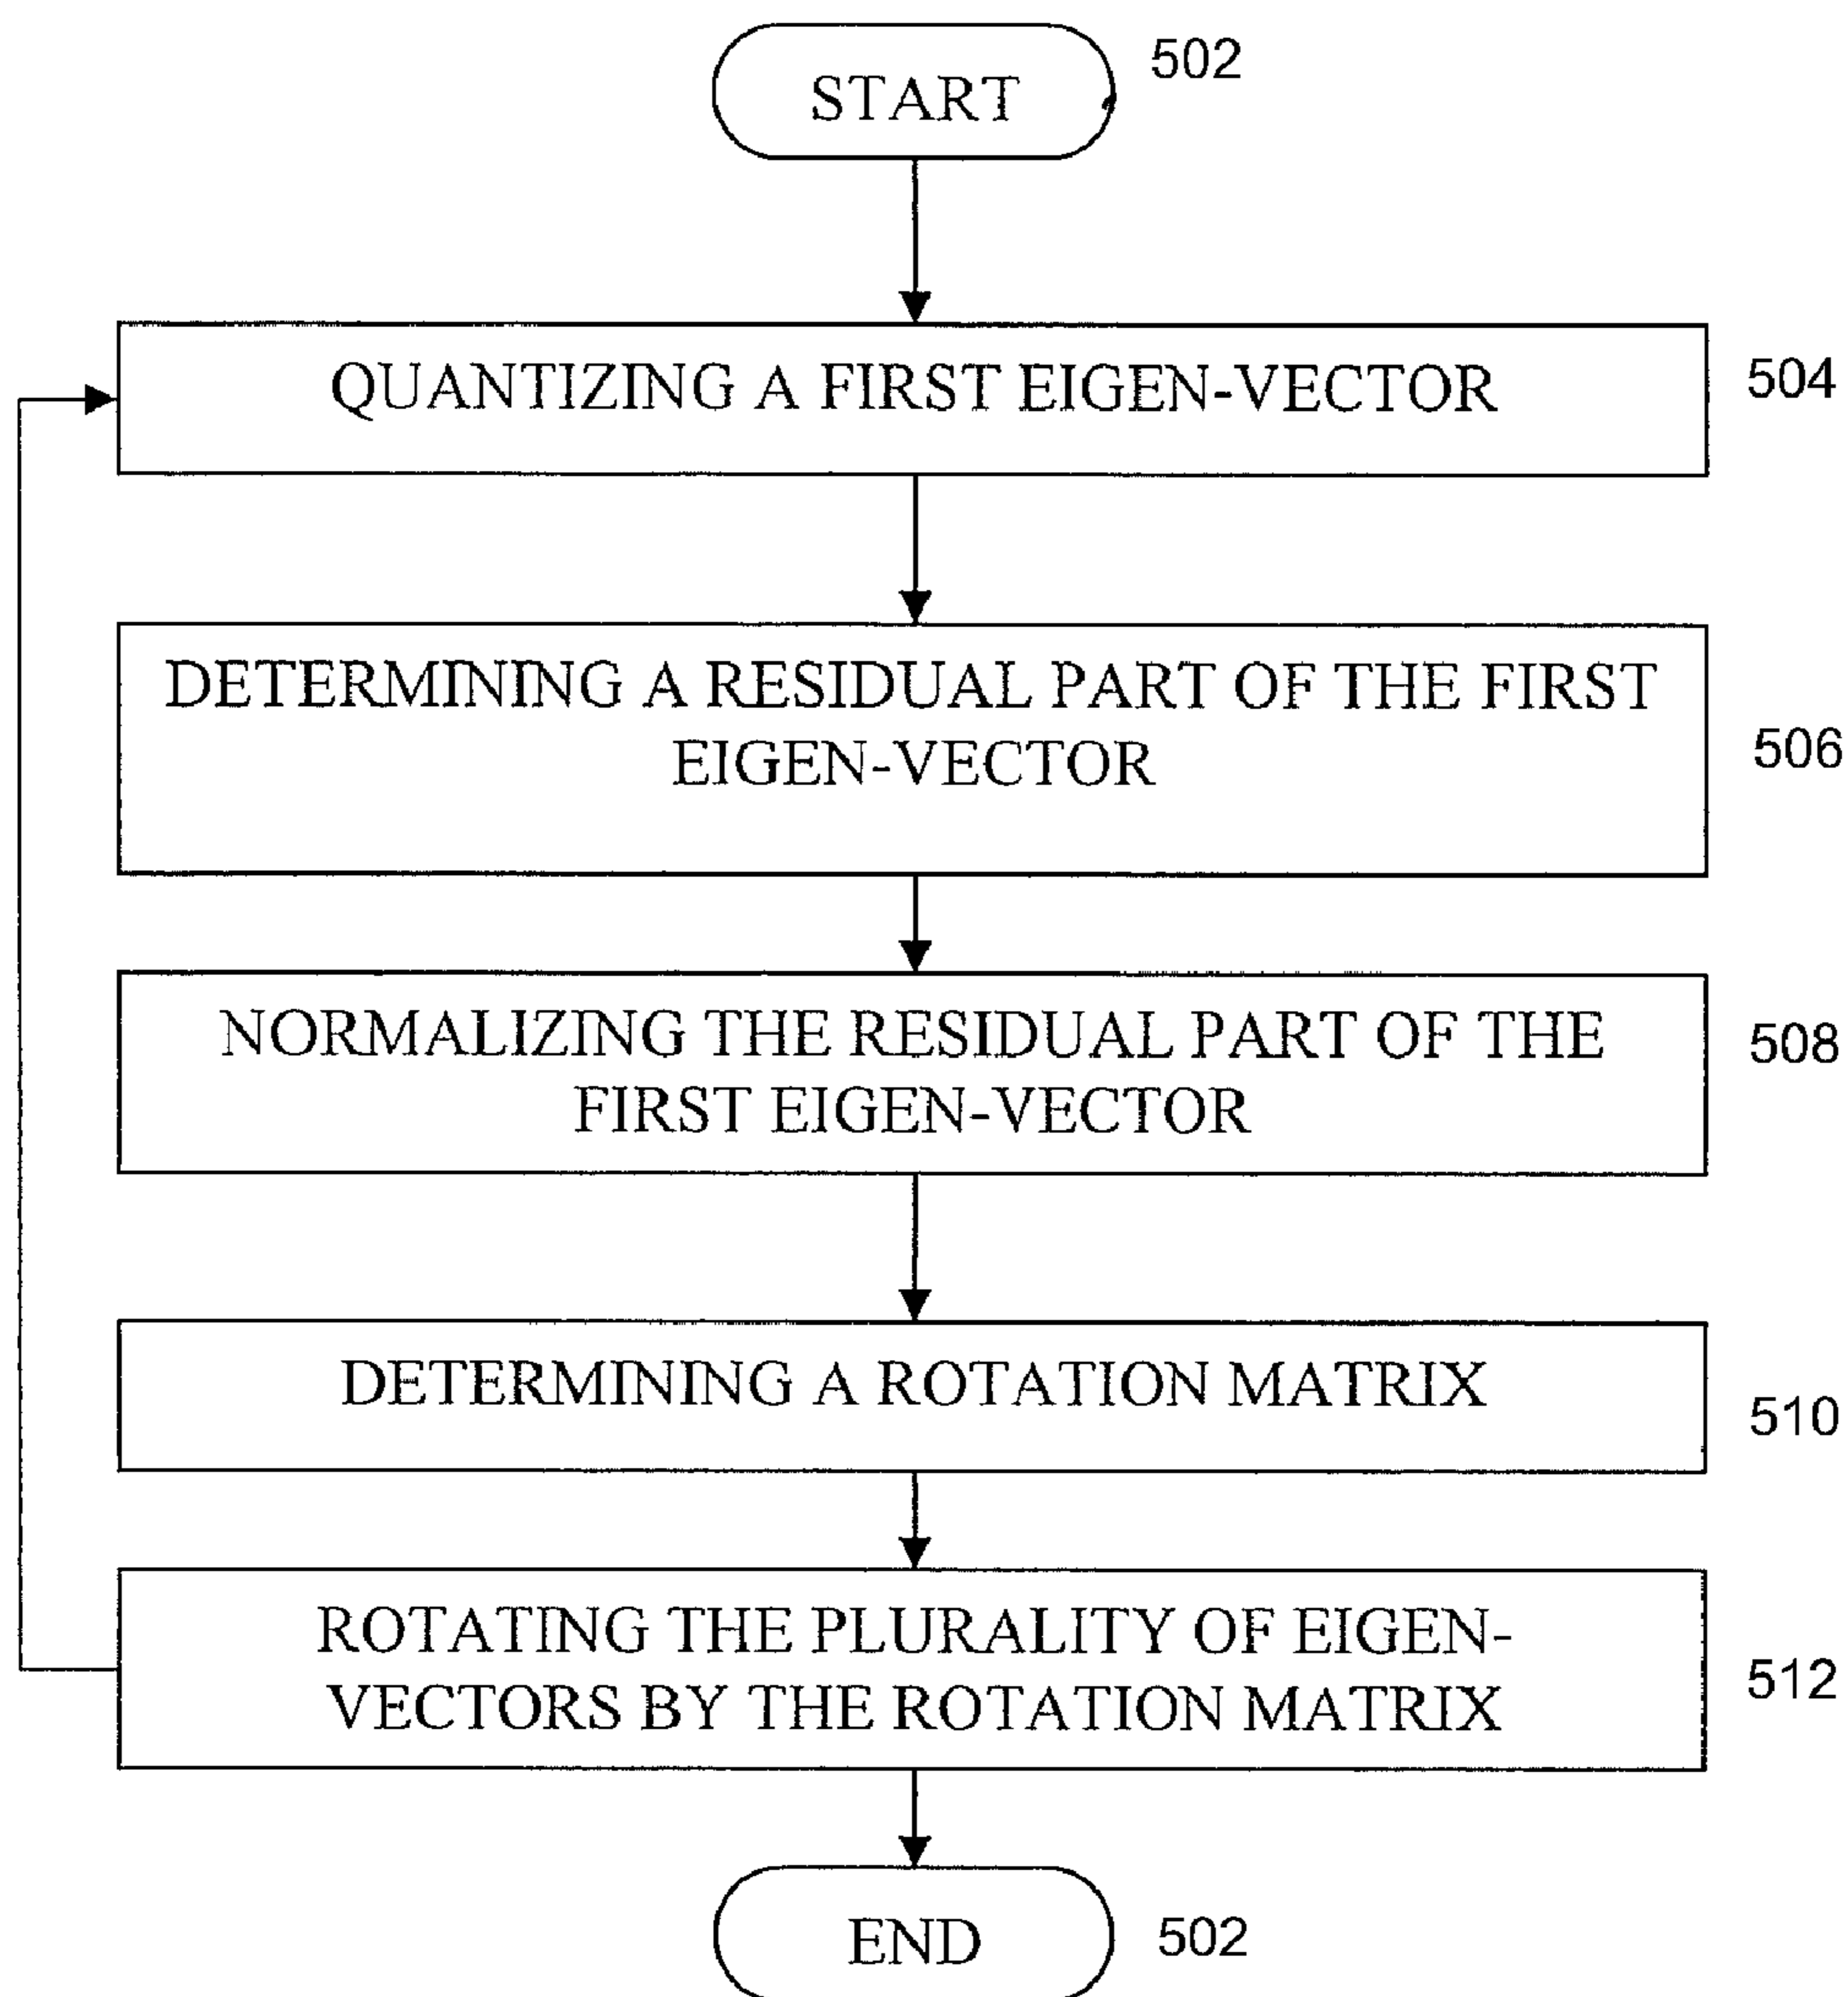 START
502
QUANTIZING A FIRST EIGEN-VECTOR
504
DETERMINING A RESIDUAL PART OF THE FIRST
EIGEN-VECTOR
506
NORMALIZING THE RESIDUAL PART OF THE
FIRST EIGEN-VECTOR
508
DETERMINING A ROTATION MATRIX
510
ROTATING THE PLURALITY OF EIGEN-
VECTORS BY THE ROTATION MATRIX
512
END
502